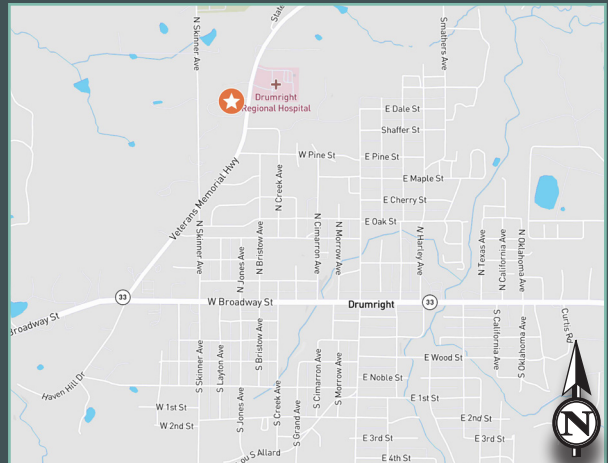 State
N Skinner Ave
Smathers Ave
Drumright
Regional Hospital
E Dale St
Shaffer St
W Pine St
E Pine St
N Creek Ave
E Maple St
Veterans Memorial Hwy
E Cherry St
E Oak St
N Skinner Ave
N Jones Ave
N Bristow Ave
N Cimarron Ave
N Morrow Ave
N Harley Ave
N Texas Ave
N California Ave
N Oklahoma Ave
33
W Broadway St
Drumright
33
Broadway St
S California Ave
S Oklahoma Ave
Curtis Rd
S Skinner Ave
S Layton Ave
S Bristow Ave
S Cimarron Ave
S Morrow Ave
E Wood St
Haven Hill Dr
E Noble St
S Jones Ave
S Creek Ave
S Grand Ave
E 1st St
W 1st St
W 2nd St
E 2nd St
E 3rd St
E 3rd St
ou S Allard
E 4th St
N